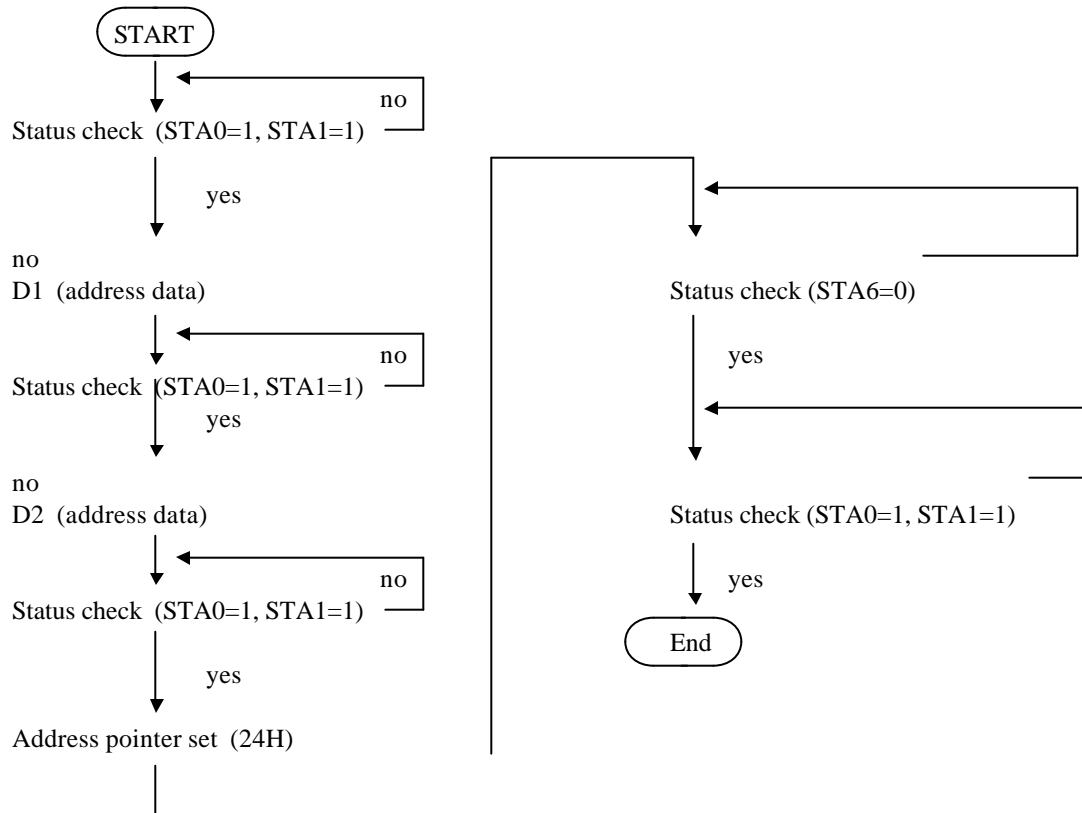 START
no
Status check (STA0=1, STA1=1)
yes
no
D1 (address data)
no
Status check (STA0=1, STA1=1)
yes
no
D2 (address data)
no
Status check (STA0=1, STA1=1)
yes
Address pointer set (24H)
Status check (STA6=0)
yes
Status check (STA0=1, STA1=1)
yes
End